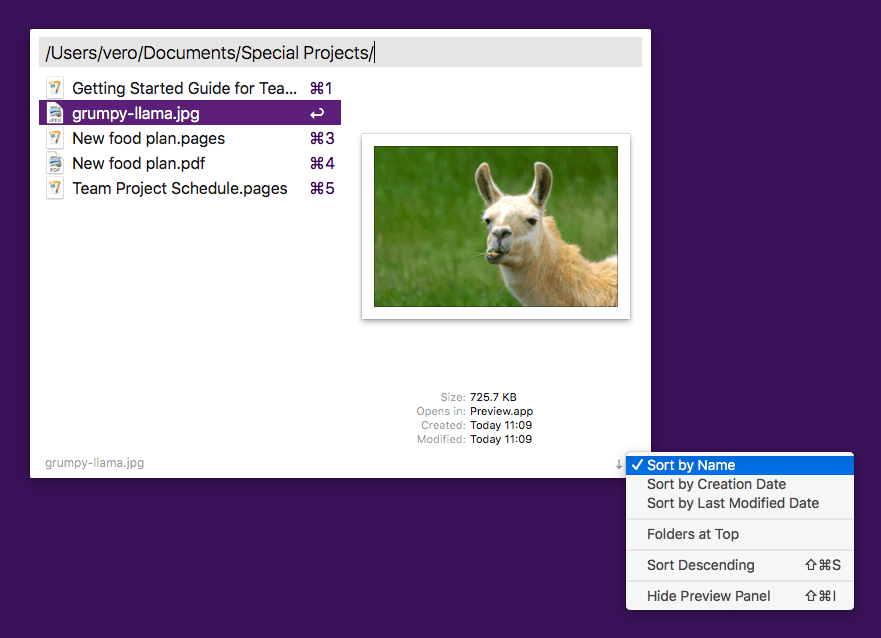 /Users/vero/Documents/Special Projects/
Getting Started Guide for Tea... ⌘1
grumpy-llama.jpg ↩
New food plan.pages ⌘3
New food plan.pdf ⌘4
Team Project Schedule.pages ⌘5
JPEG
PDF
Size: 725.7 KB
Opens in: Preview.app
Created: Today 11:09
Modified: Today 11:09
grumpy-llama.jpg ↓
✓ Sort by Name
Sort by Creation Date
Sort by Last Modified Date
Folders at Top
Sort Descending ⇧⌘S
Hide Preview Panel ⇧⌘I